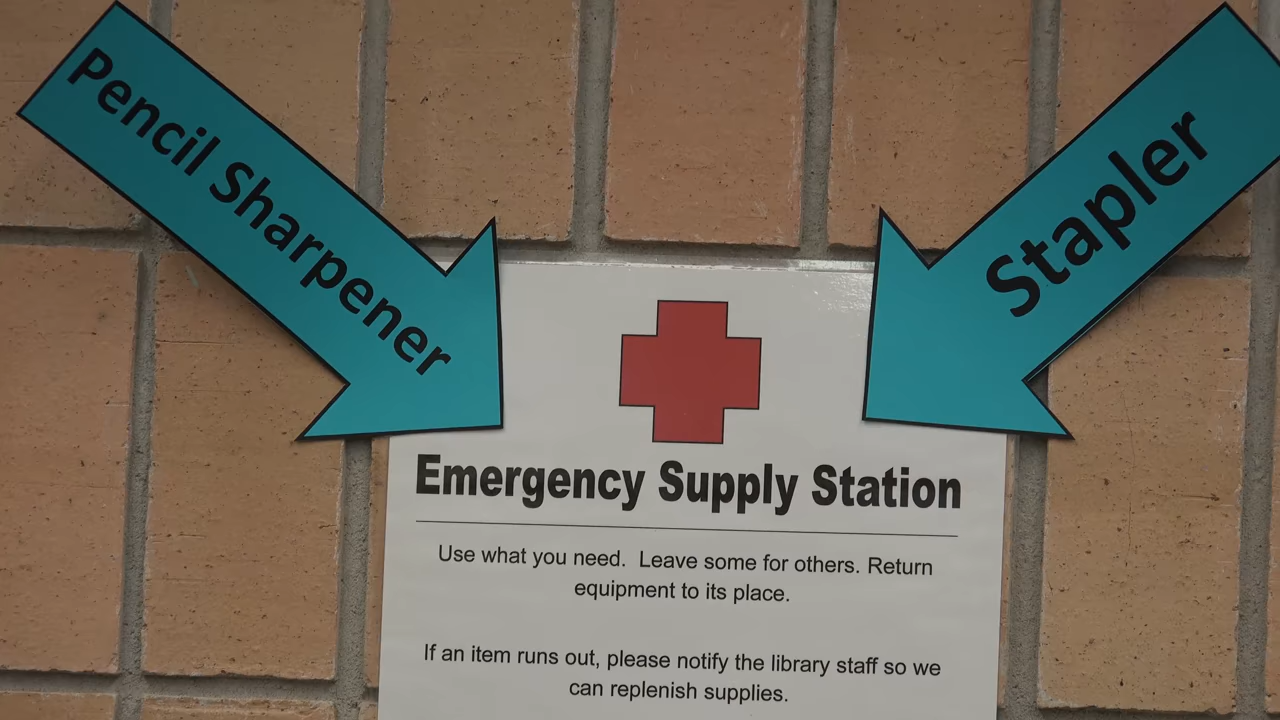 Pencil Sharpener
Stapler
Emergency Supply Station
Use what you need.  Leave some for others. Return
equipment to its place.
If an item runs out, please notify the library staff so we
can replenish supplies.